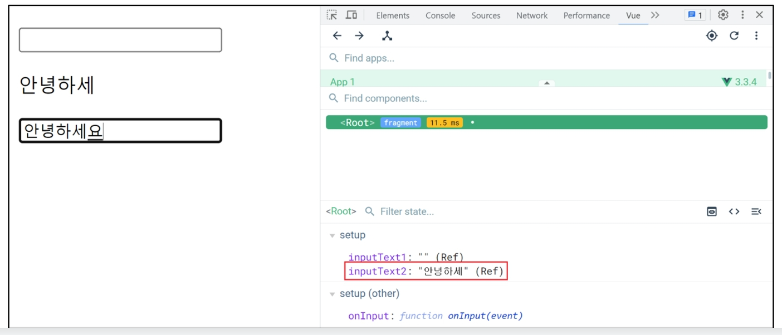 안녕하세
안녕하세요
Elements Console Sources Network Performance Vue >> 1
Find apps...
App 1 3.3.4
Find components...
<Root> fragment 11.5 ms
<Root> Filter state...
setup
inputText1: "" (Ref)
inputText2: "안녕하세" (Ref)
setup (other)
onInput: function onInput(event)